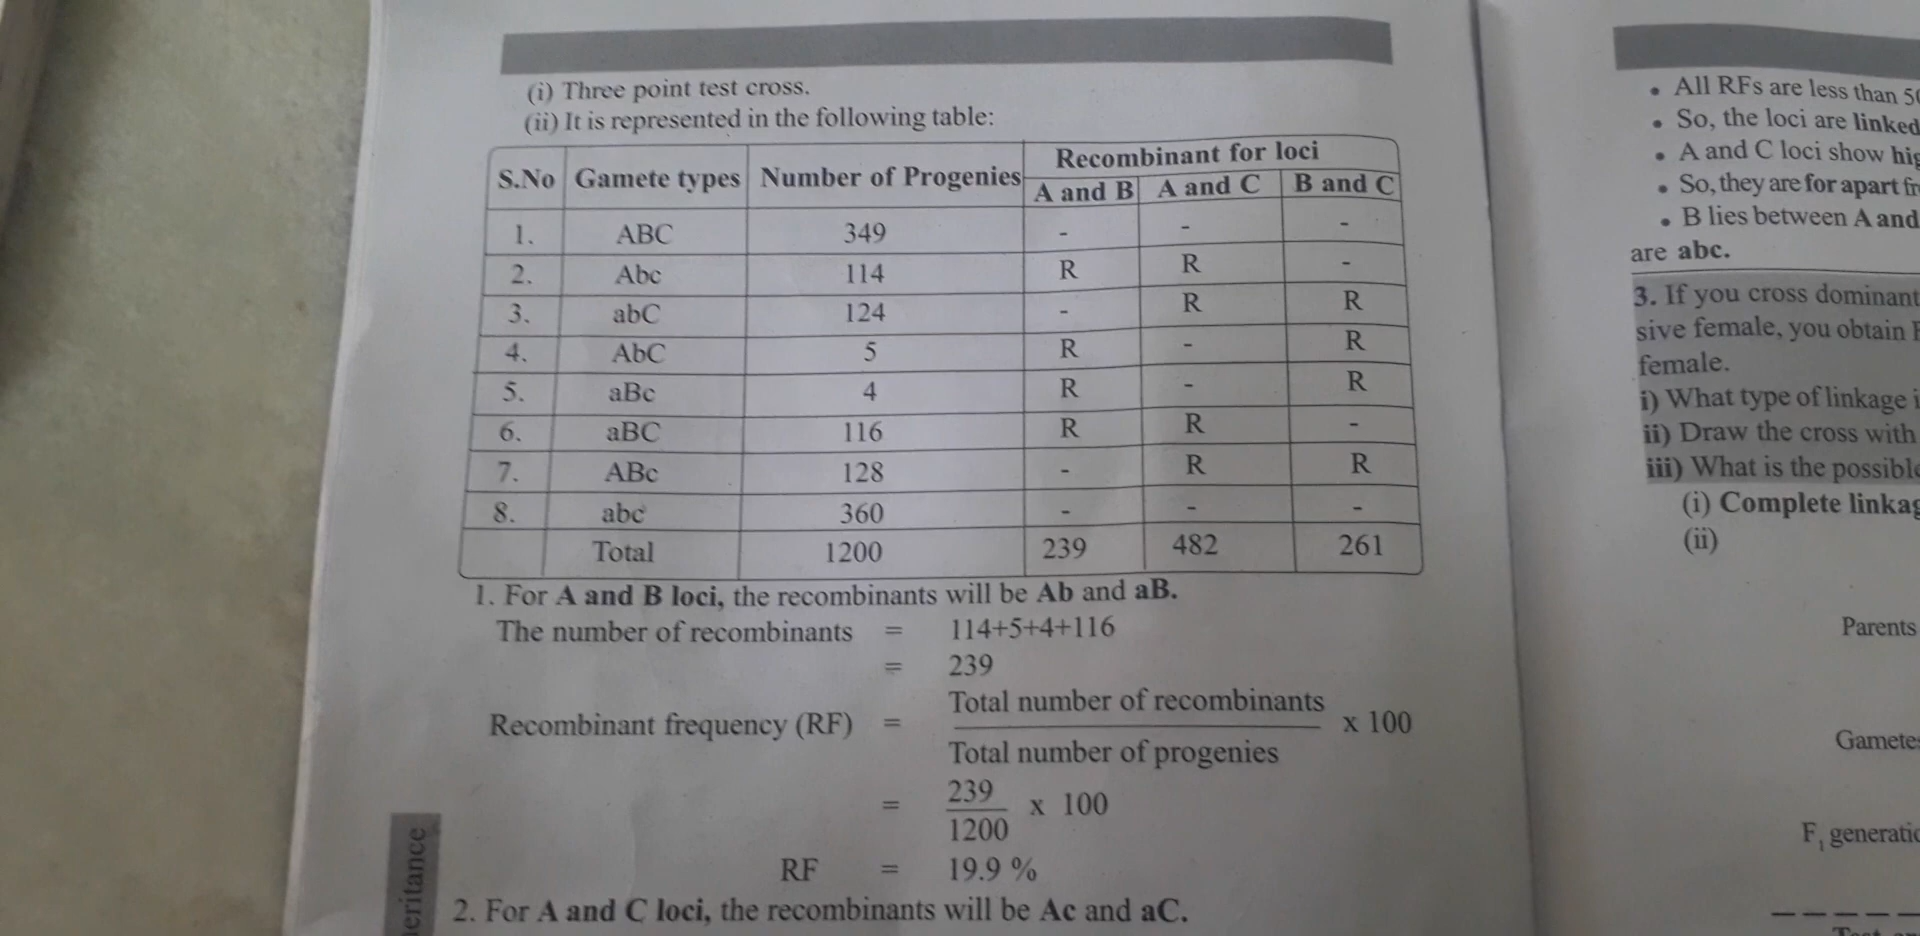 (i) Three point test cross.
(ii) It is represented in the following table:
S.No Gamete types Number of Progenies Recombinant for loci
A and B A and C B and C
1. ABC 349 - - -
2. Abc 114 R R -
3. abC 124 - R R
4. AbC 5 R - R
5. aBc 4 R - R
6. aBC 116 R R -
7. ABc 128 - R R
8. abc 360 - - -
Total 1200 239 482 261
1. For A and B loci, the recombinants will be Ab and aB.
The number of recombinants = 114+5+4+116
= 239
Recombinant frequency (RF) = Total number of recombinants x 100
Total number of progenies
= 239 x 100
1200
RF = 19.9 %
2. For A and C loci, the recombinants will be Ac and aC.
eritance
• All RFs are less than
• So, the loci are linked
• A and C loci show
• So, they are for apart
• B lies between A and
are abc.
3. If you cross dominant
sive female, you obtain
female.
i) What type of linkage
ii) Draw the cross with
iii) What is the
(i) Complete
(ii)
Parents
Gamete
F₁